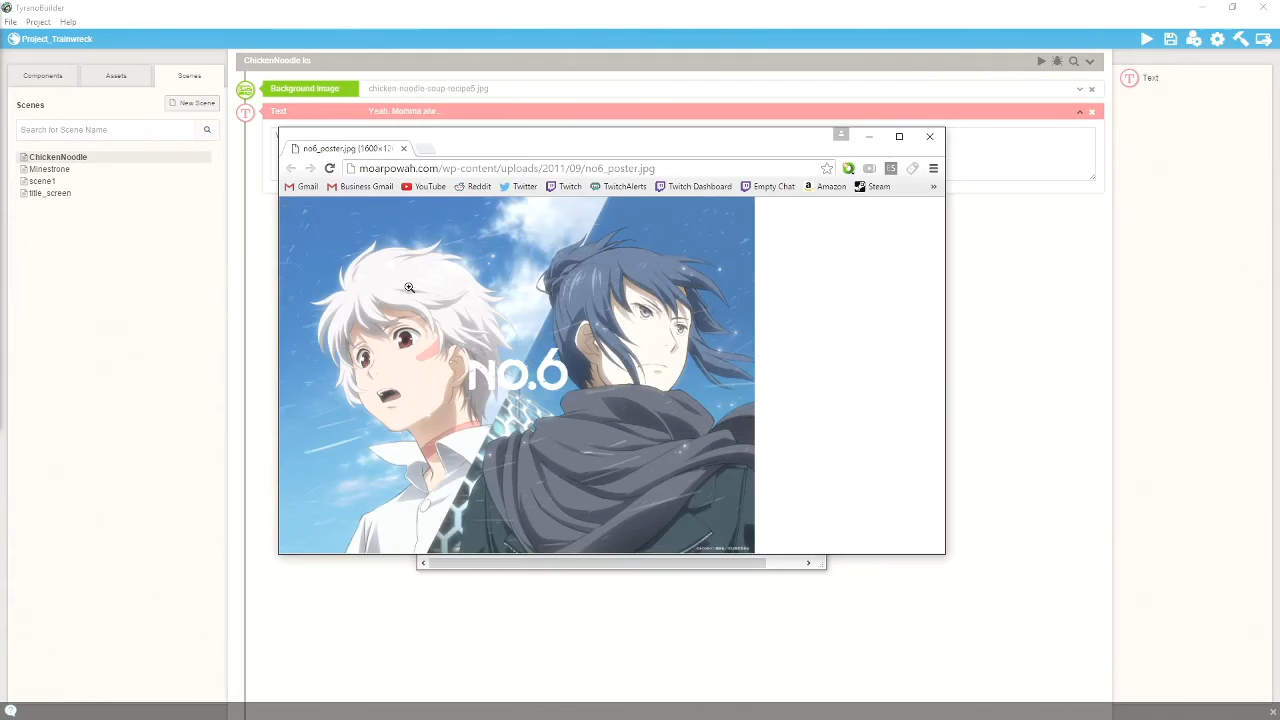 TyranoBuilder
File Project Help
Project_Trainwreck
Components Assets Scenes
Scenes New Scene
Search for Scene Name
ChickenNoodle
Minestrone
scene1
title_screen
ChickenNoodle.ks
Background Image chicken-noodle-soup-recipe5.jpg
Text Yeah. Momma alw...
Text
no6_poster.jpg (1600×12
moarpowah.com/wp-content/uploads/2011/09/no6_poster.jpg
Gmail Business Gmail YouTube Reddit Twitter Twitch TwitchAlerts Twitch Dashboard Empty Chat Amazon Steam »
NO.6